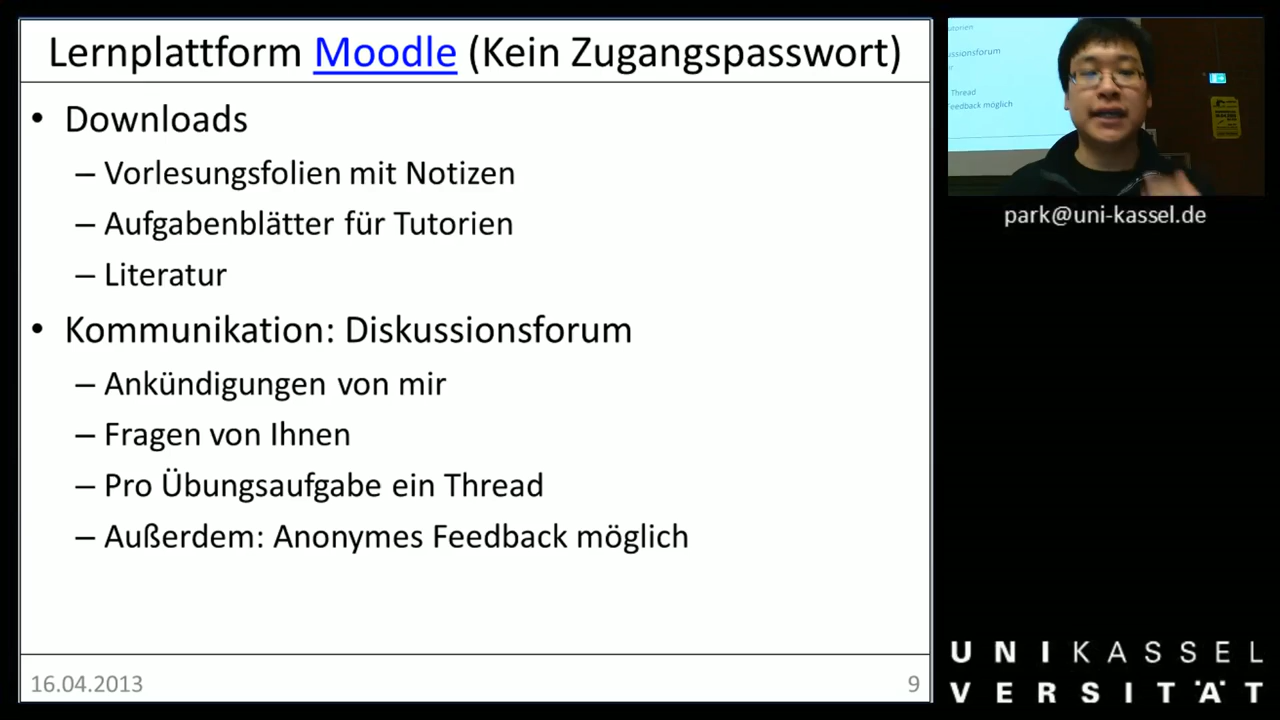 Lernplattform Moodle (Kein Zugangspasswort)
• Downloads
– Vorlesungsfolien mit Notizen
– Aufgabenblätter für Tutorien
– Literatur
• Kommunikation: Diskussionsforum
– Ankündigungen von mir
– Fragen von Ihnen
– Pro Übungsaufgabe ein Thread
– Außerdem: Anonymes Feedback möglich
16.04.2013
9
Thread
möglich
park@uni-kassel.de
UNIKASSEL
VERSITÄT